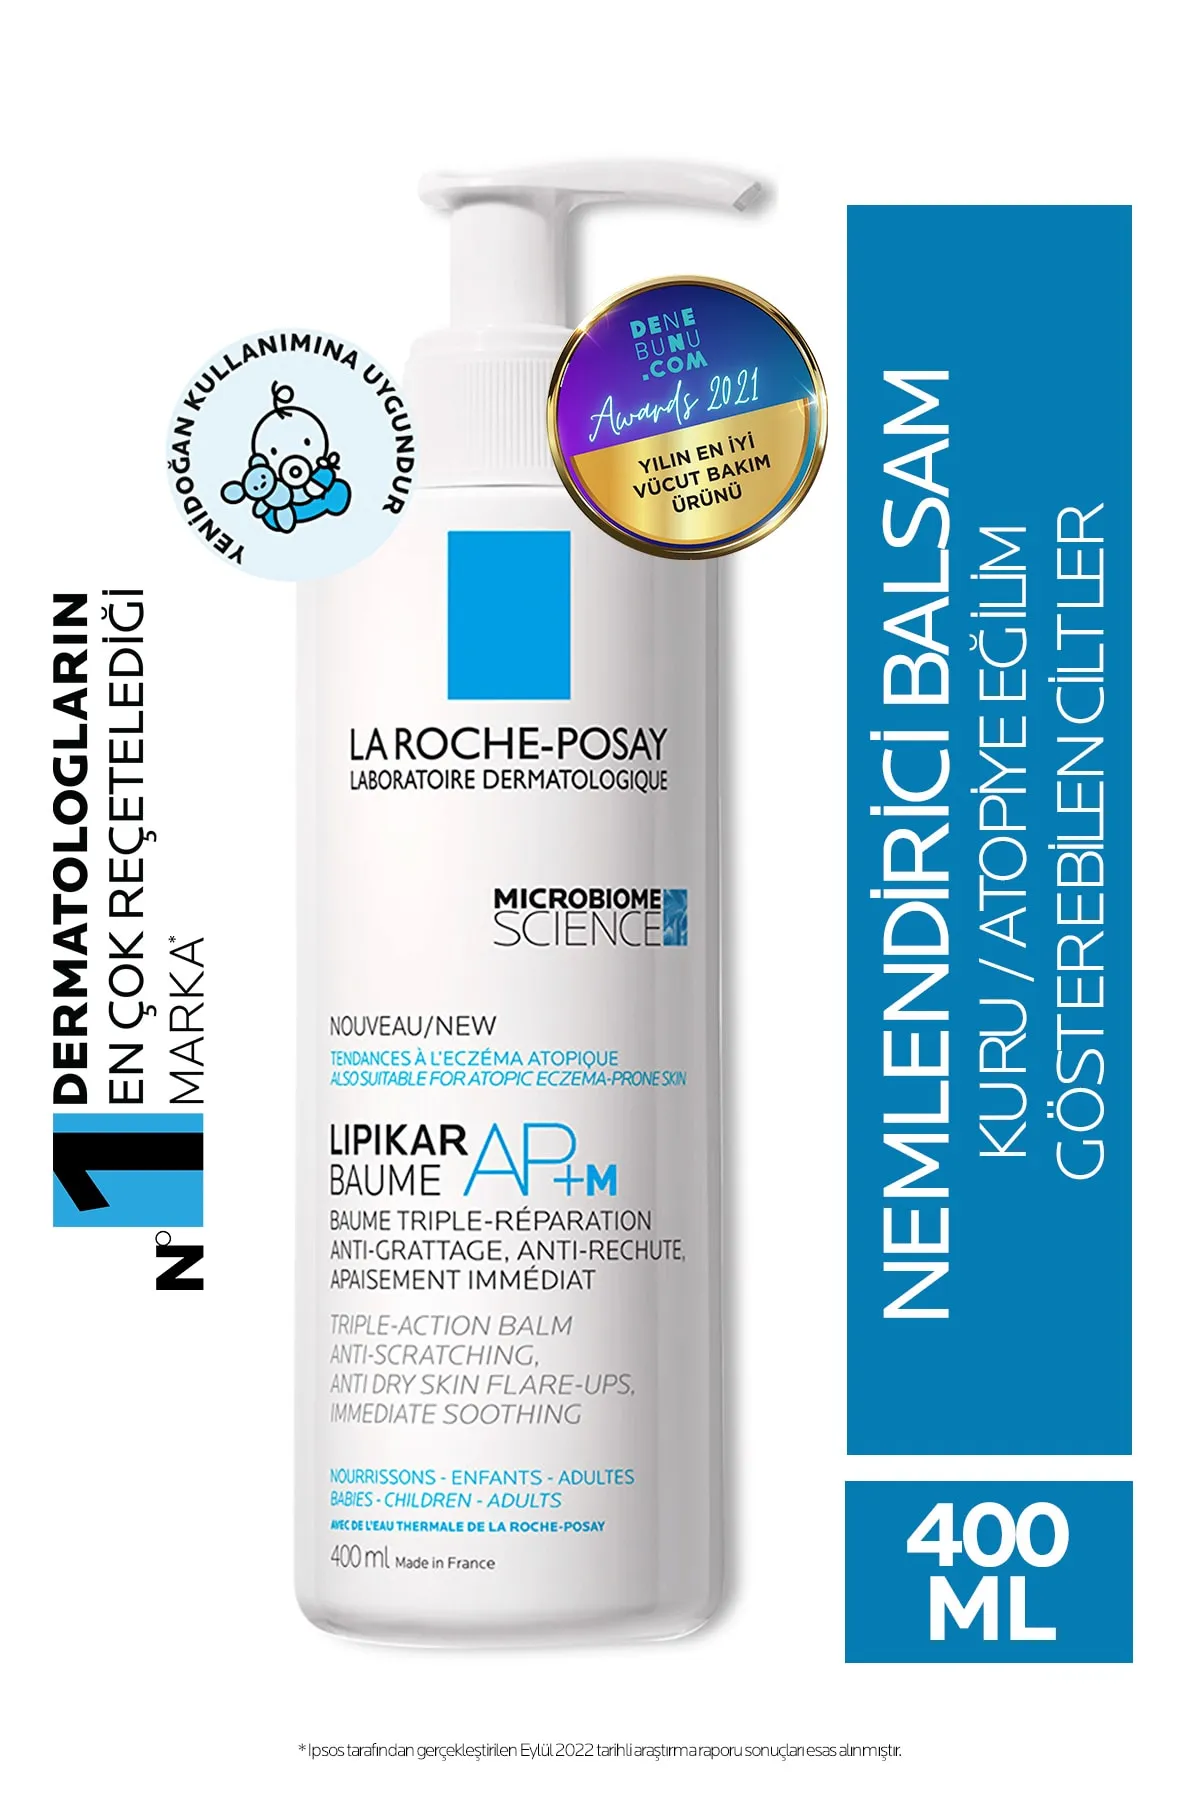 YENİDOĞAN KULLANIMINA UYGUNDUR
DENE
BUNU
.COM
Awards 2021
YILIN EN İYİ
VÜCUT BAKIM
ÜRÜNÜ
N° 1
DERMATOLOGLARIN
EN ÇOK REÇETELEDİĞİ
MARKA*
LA ROCHE-POSAY
LABORATOIRE DERMATOLOGIQUE
MICROBIOME
SCIENCE
NOUVEAU/NEW
TENDANCES À L'ECZÉMA ATOPIQUE
ALSO SUITABLE FOR ATOPIC ECZEMA-PRONE SKIN
LIPIKAR
BAUME AP+M
BAUME TRIPLE-RÉPARATION
ANTI-GRATTAGE, ANTI-RECHUTE,
APAISEMENT IMMÉDIAT
TRIPLE-ACTION BALM
ANTI-SCRATCHING,
ANTI DRY SKIN FLARE-UPS,
IMMEDIATE SOOTHING
NOURRISSONS - ENFANTS - ADULTES
BABIES - CHILDREN - ADULTS
AVEC DE L'EAU THERMALE DE LA ROCHE-POSAY
400 ml Made in France
NEMLENDİRİCİ BALSAM
KURU / ATOPİYE EĞİLİM
GÖSTEREBİLEN CİLTLER
400
ML
* Ipsos tarafından gerçekleştirilen Eylül 2022 tarihli araştırma raporu sonuçları esas alınmıştır.